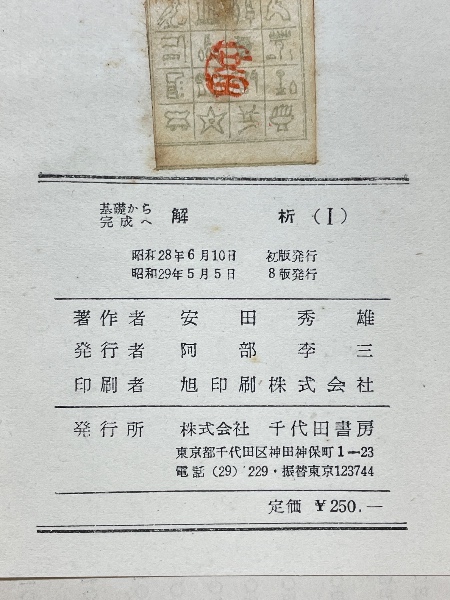 基礎から
完成へ 解析（I）
昭和28年6月10日 初版発行
昭和29年5月5日 8版発行
著作者 安田秀雄
発行者 阿部李三
印刷者 旭印刷株式会社
発行所 株式会社 千代田書房
東京都千代田区神田神保町1−23
電話（29）229・振替東京123744
定価 ￥250.—